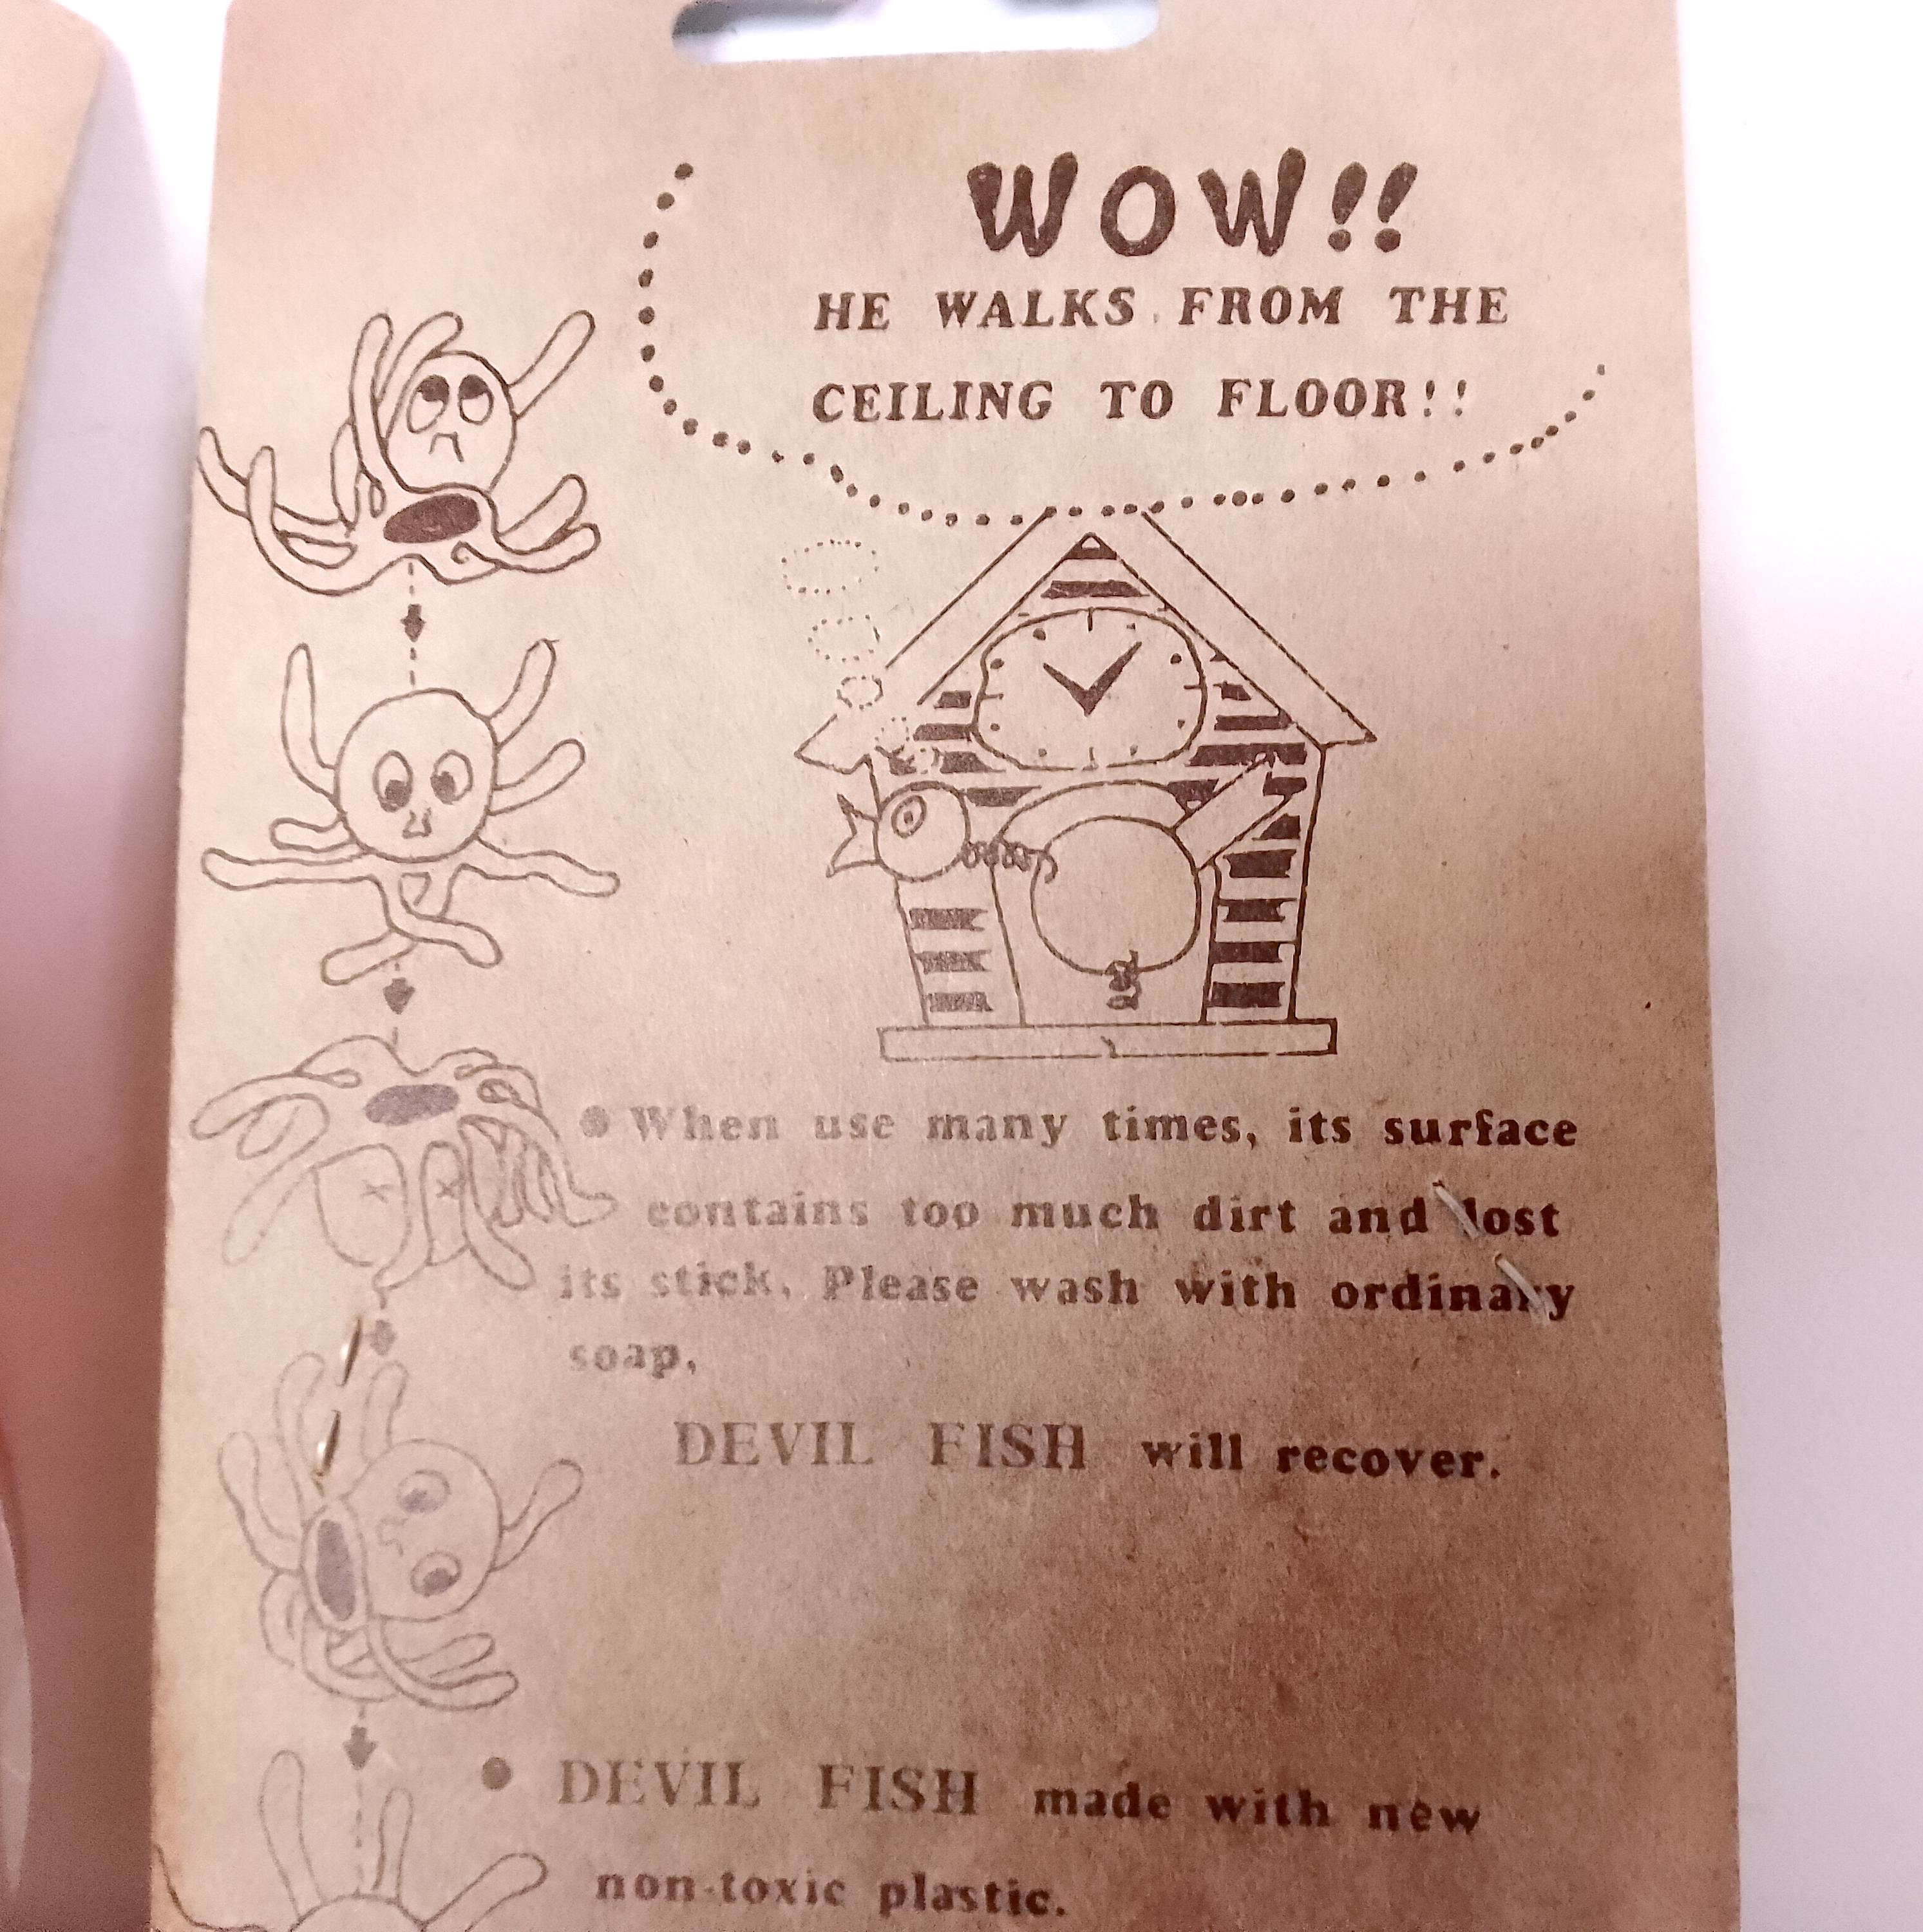 WOW!!
HE WALKS FROM THE
CEILING TO FLOOR!!
● When use many times, its surface
contains too much dirt and lost
its stick. Please wash with ordinary
soap.
DEVIL FISH will recover.
● DEVIL FISH made with new
non-toxic plastic.